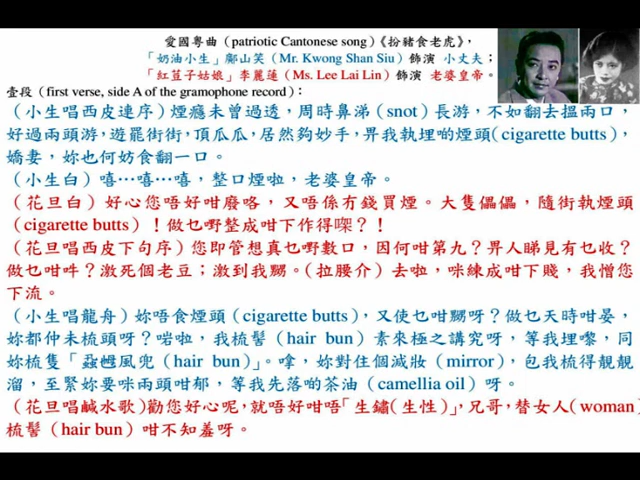 愛國粵曲（patriotic Cantonese song）《扮豬食老虎》，
「奶油小生」鄺山笑（Mr. Kwong Shan Siu）飾演 小丈夫；
「紅荳子姑娘」李麗蓮（Ms. Lee Lai Lin）飾演 老婆皇帝。
壹段（first verse, side A of the gramophone record）：
（小生唱西皮連序）煙癮未曾過透，周時鼻涕（snot）長游，不如翻去搵兩口，
好過兩頭游，遊罷街街，頂瓜瓜，居然夠妙手，畀我執埋啲煙頭（cigarette butts），
嬌妻，妳也何妨食翻一口。
（小生白）嘻⋯嘻⋯嘻，整口煙啦，老婆皇帝。
（花旦白）好心您唔好咁廢咯，又唔係冇錢買煙。大隻儡儡，隨街執煙頭
（cigarette butts）！做乜嘢整成咁下作得㗎？！
（花旦唱西皮下句序）您即管想真乜嘢數口，因何咁第九？畀人睇見有乜收？
做乜咁吽？激死個老豆；激到我嬲。（拉腰介）去啦，咪練成咁下賤，我憎您
下流。
（小生唱龍舟）妳唔食煙頭（cigarette butts），又使乜咁嬲呀？做乜天時咁晏，
妳都仲未梳頭呀？啱啦，我梳髻（hair bun）素來極之講究呀，等我埋嚟，同
妳梳隻「風兜（hair bun）」。嗱，妳對住個減妝（mirror），包我梳得靚靚
溜，至緊妳要咪兩頭咁郁，等我先落啲茶油（camellia oil）呀。
（花旦唱鹹水歌）勸您好心呢，就唔好咁唔「生鏽（生性）」，兄哥，替女人（woman）
梳髻（hair bun）咁不知羞呀。